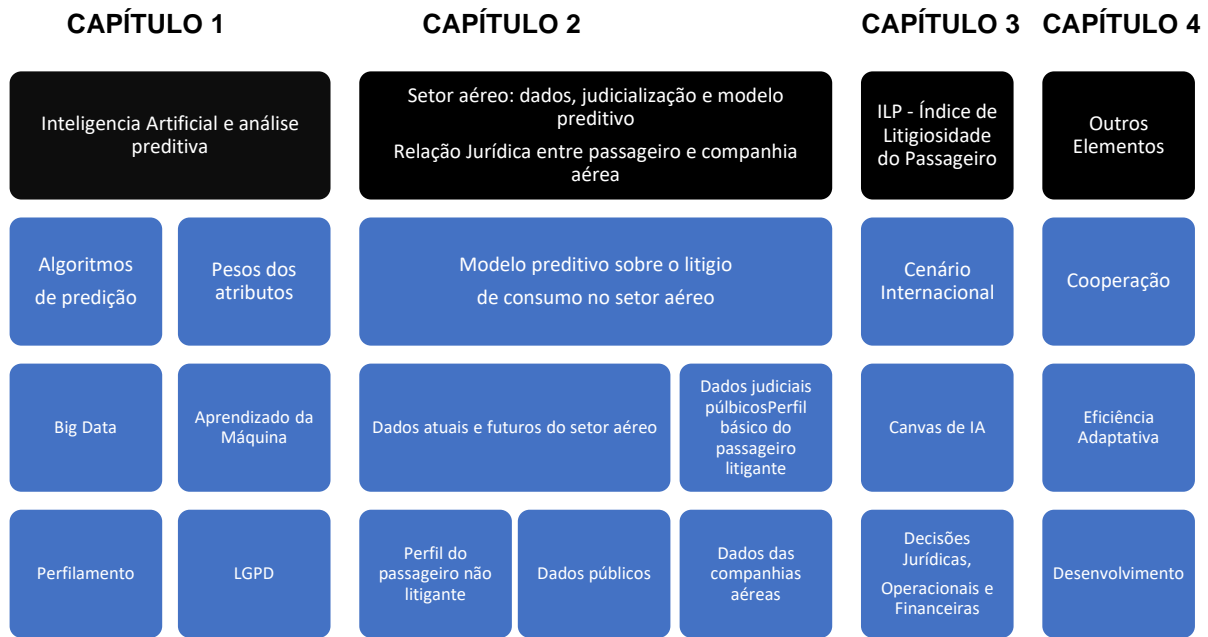 CAPÍTULO 1
CAPÍTULO 2
CAPÍTULO 3
CAPÍTULO 4
Inteligencia Artificial e análise
preditiva
Setor aéreo: dados, judicialização e modelo
preditivo
Relação Jurídica entre passageiro e companhia
aérea
ILP - Índice de
Litigiosidade
do Passageiro
Outros
Elementos
Algoritmos
de predição
Pesos dos
atributos
Modelo preditivo sobre o litigio
de consumo no setor aéreo
Cenário
Internacional
Cooperação
Big Data
Aprendizado da
Máquina
Dados atuais e futuros do setor aéreo
Dados judiciais
púlbicosPerfil
básico do
passageiro
litigante
Canvas de IA
Eficiência
Adaptativa
Perfilamento
LGPD
Perfil do
passageiro não
litigante
Dados públicos
Dados das
companhias
aéreas
Decisões
Jurídicas,
Operacionais e
Financeiras
Desenvolvimento